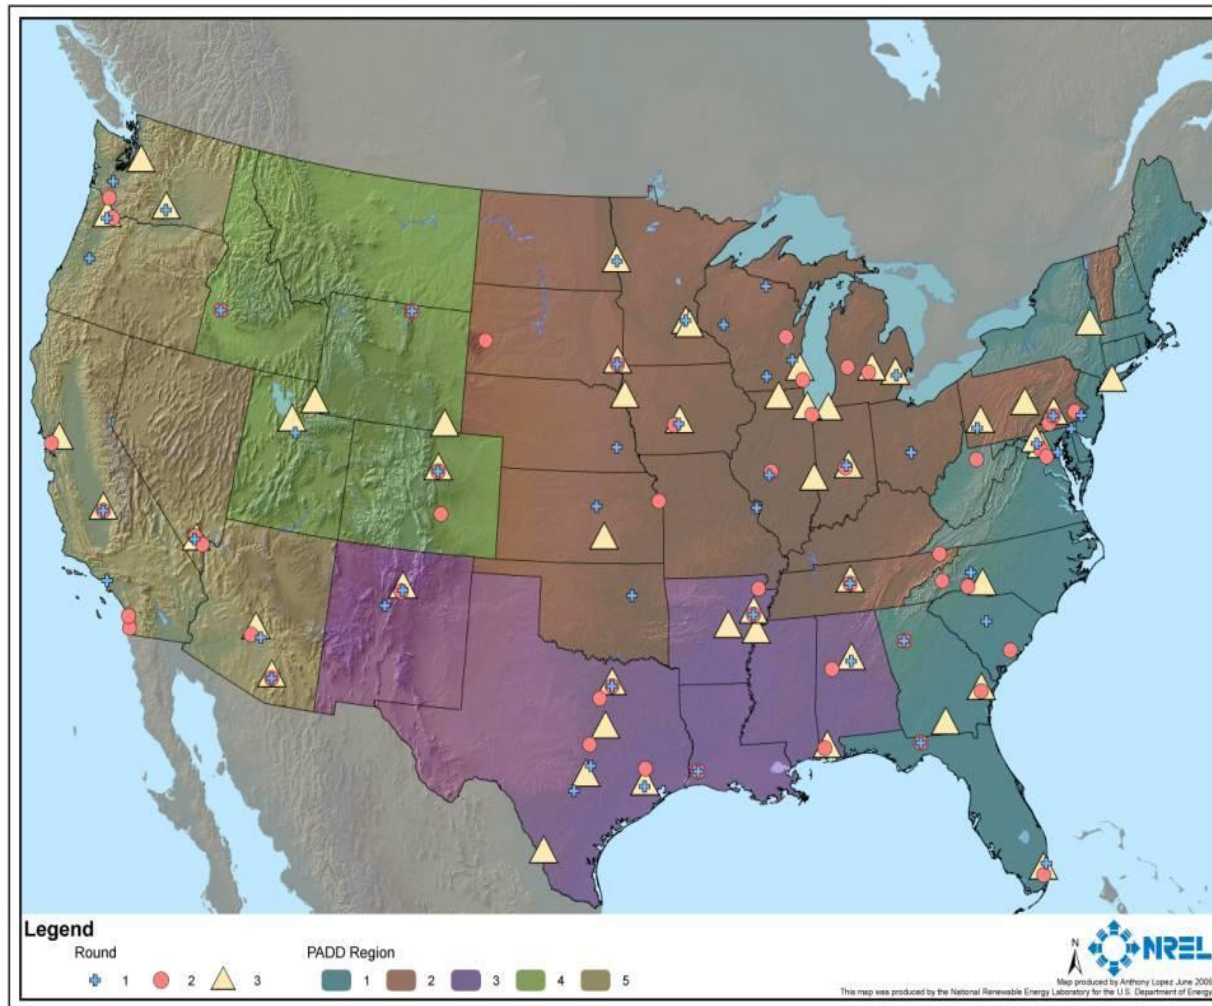 Legend
Round
PADD Region
1 2 3
1 2 3 4 5
N
NREL
Map produced by Anthony Lopez June 2009
This map was produced by the National Renewable Energy Laboratory for the U.S. Department of Energy